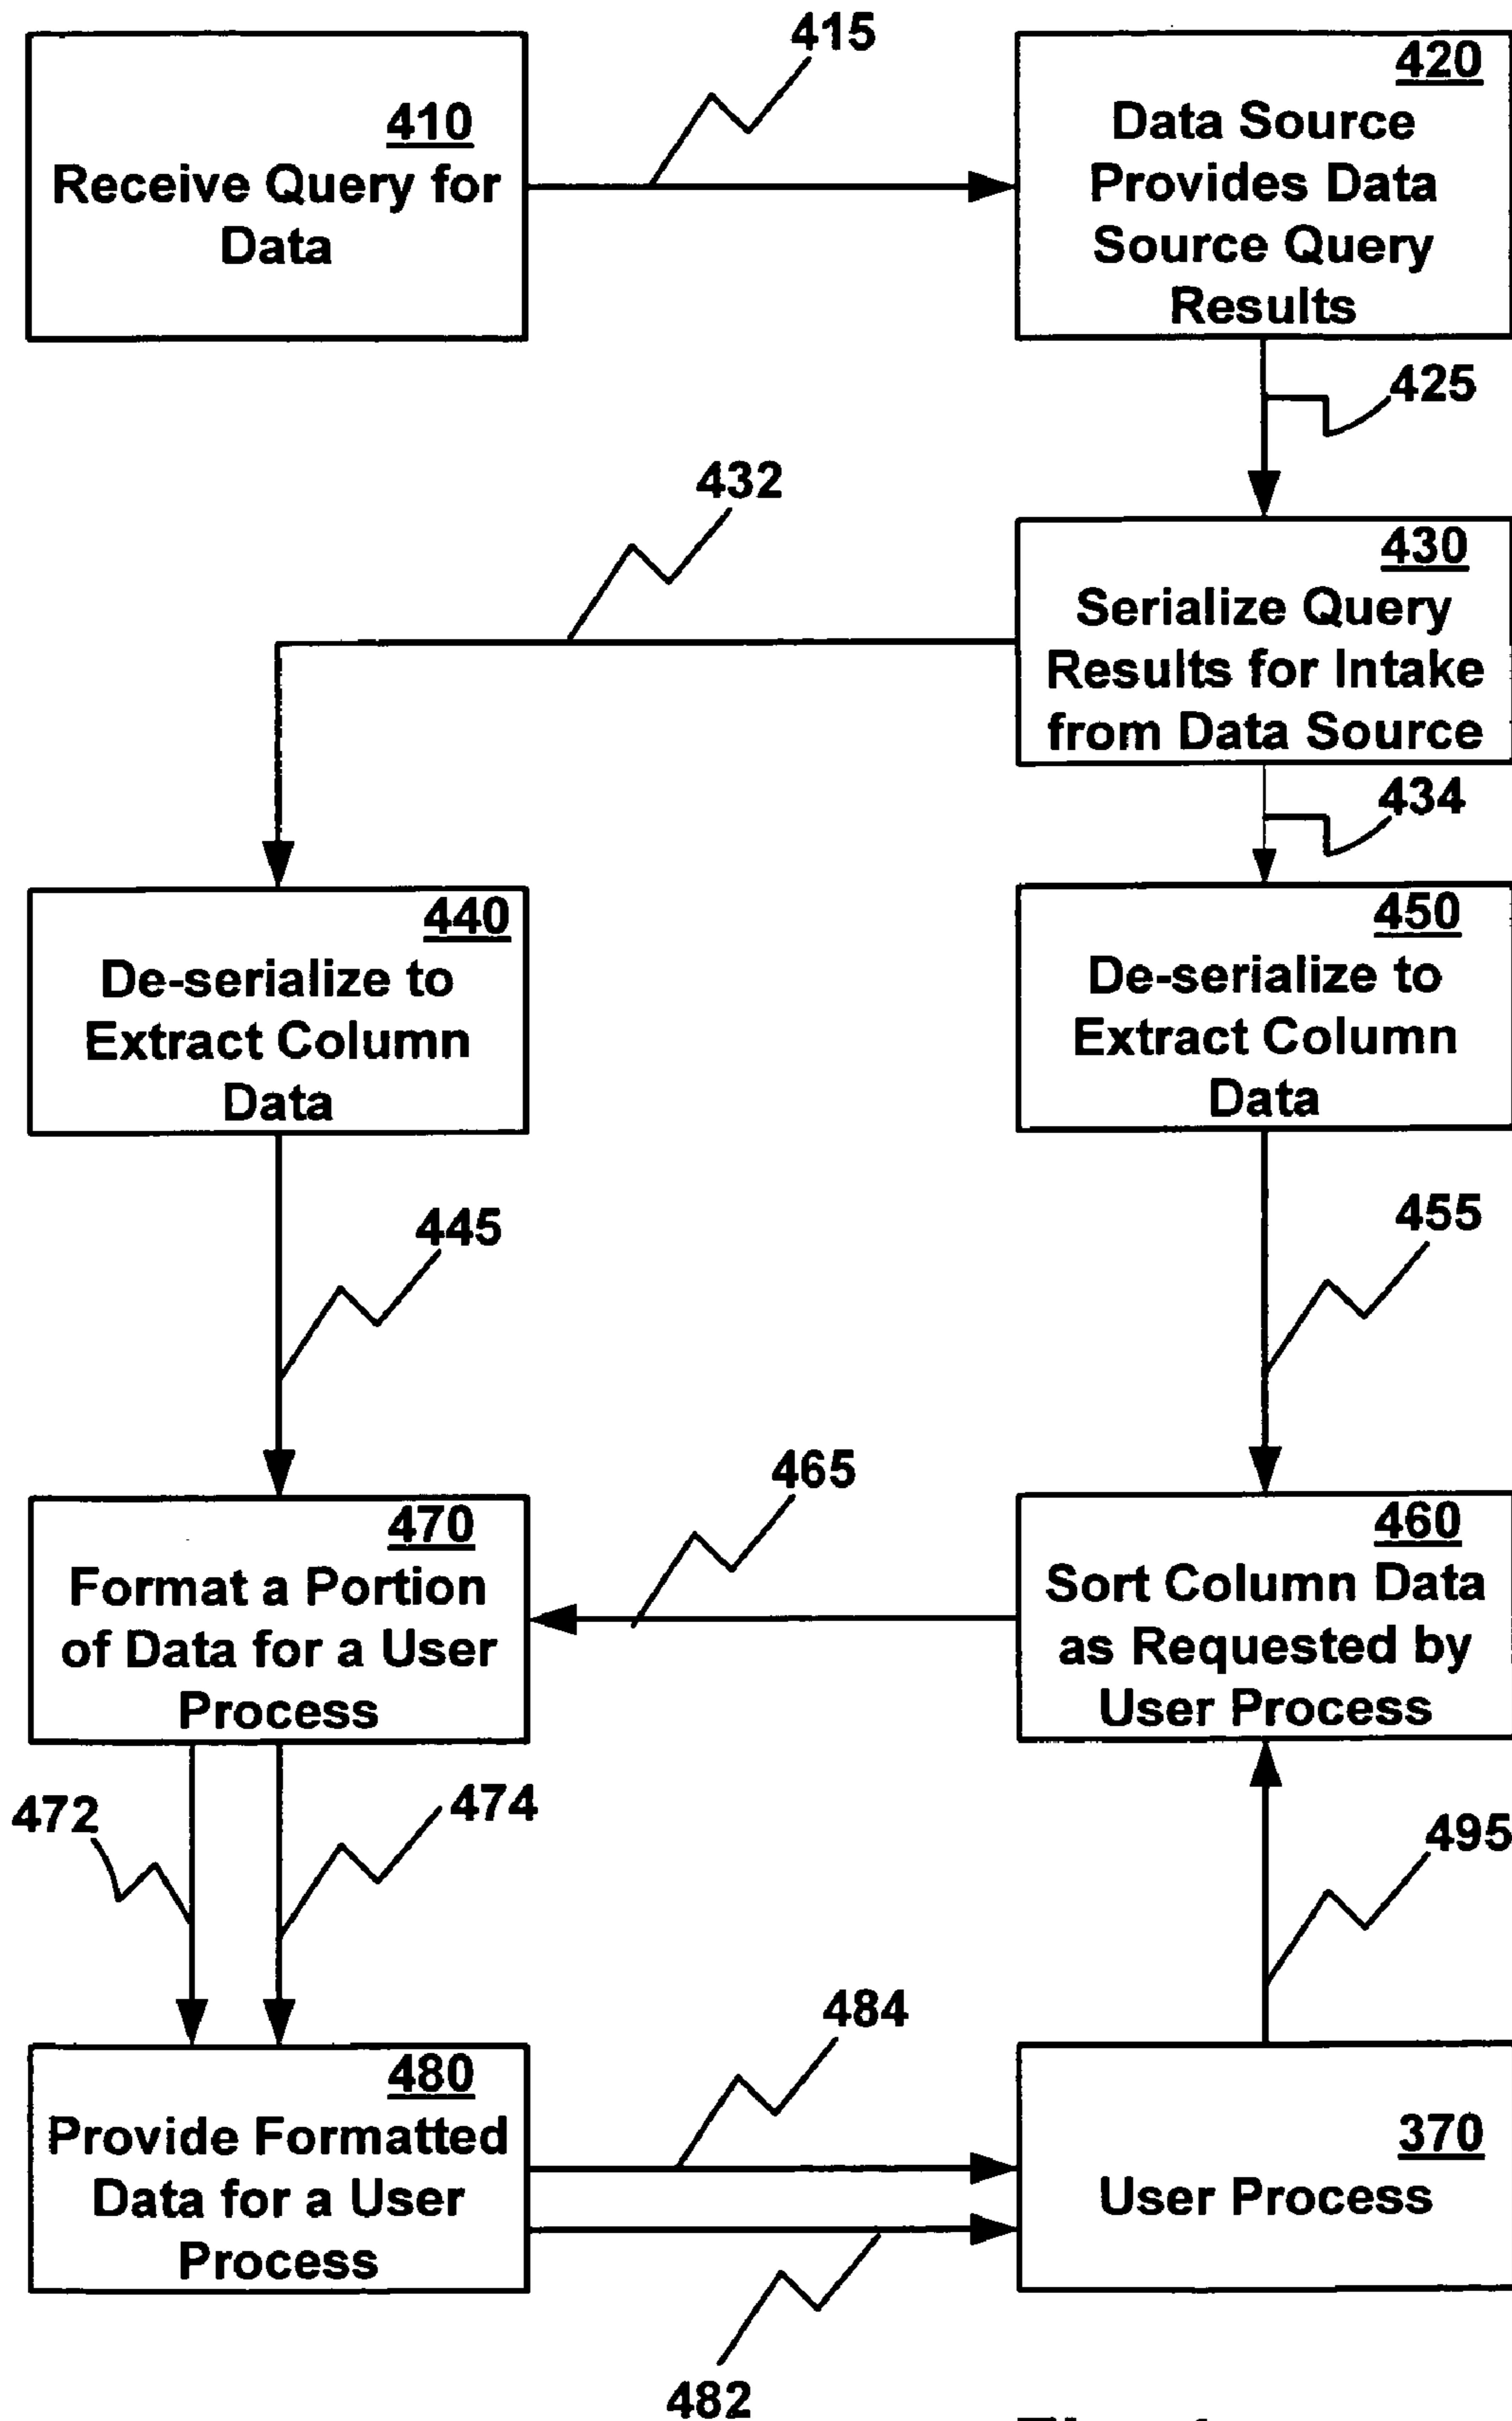 415
410
Receive Query for
Data
420
Data Source
Provides Data
Source Query
Results
425
432
430
Serialize Query
Results for Intake
from Data Source
434
440
De-serialize to
Extract Column
Data
450
De-serialize to
Extract Column
Data
445
455
465
470
Format a Portion
of Data for a User
Process
460
Sort Column Data
as Requested by
User Process
472
474
495
484
480
Provide Formatted
Data for a User
Process
370
User Process
482